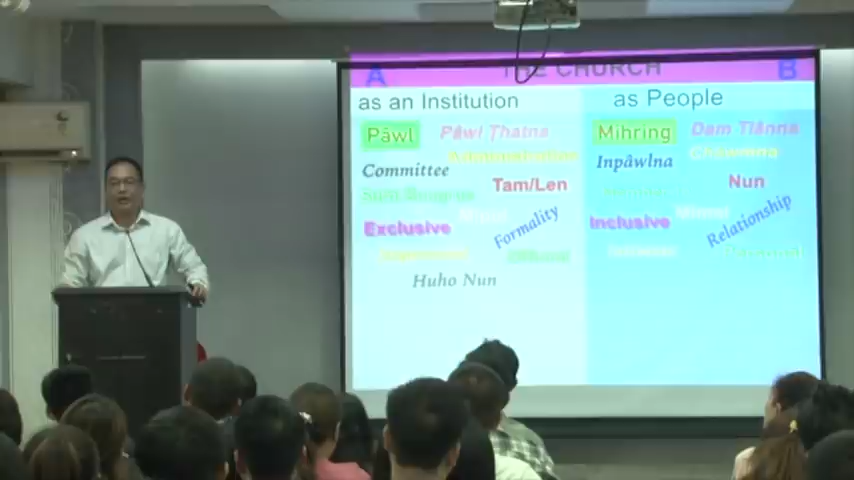 A THE CHURCH B
as an Institution
Pâwl
Pâwl Ṭhatna
Administration
Committee
Tam/Len
Exclusive
Formality
Huho Nun
as People
Mihring
Dam Tlânna
Inpâwlna
Chawmna
Nun
Inclusive
Relationship